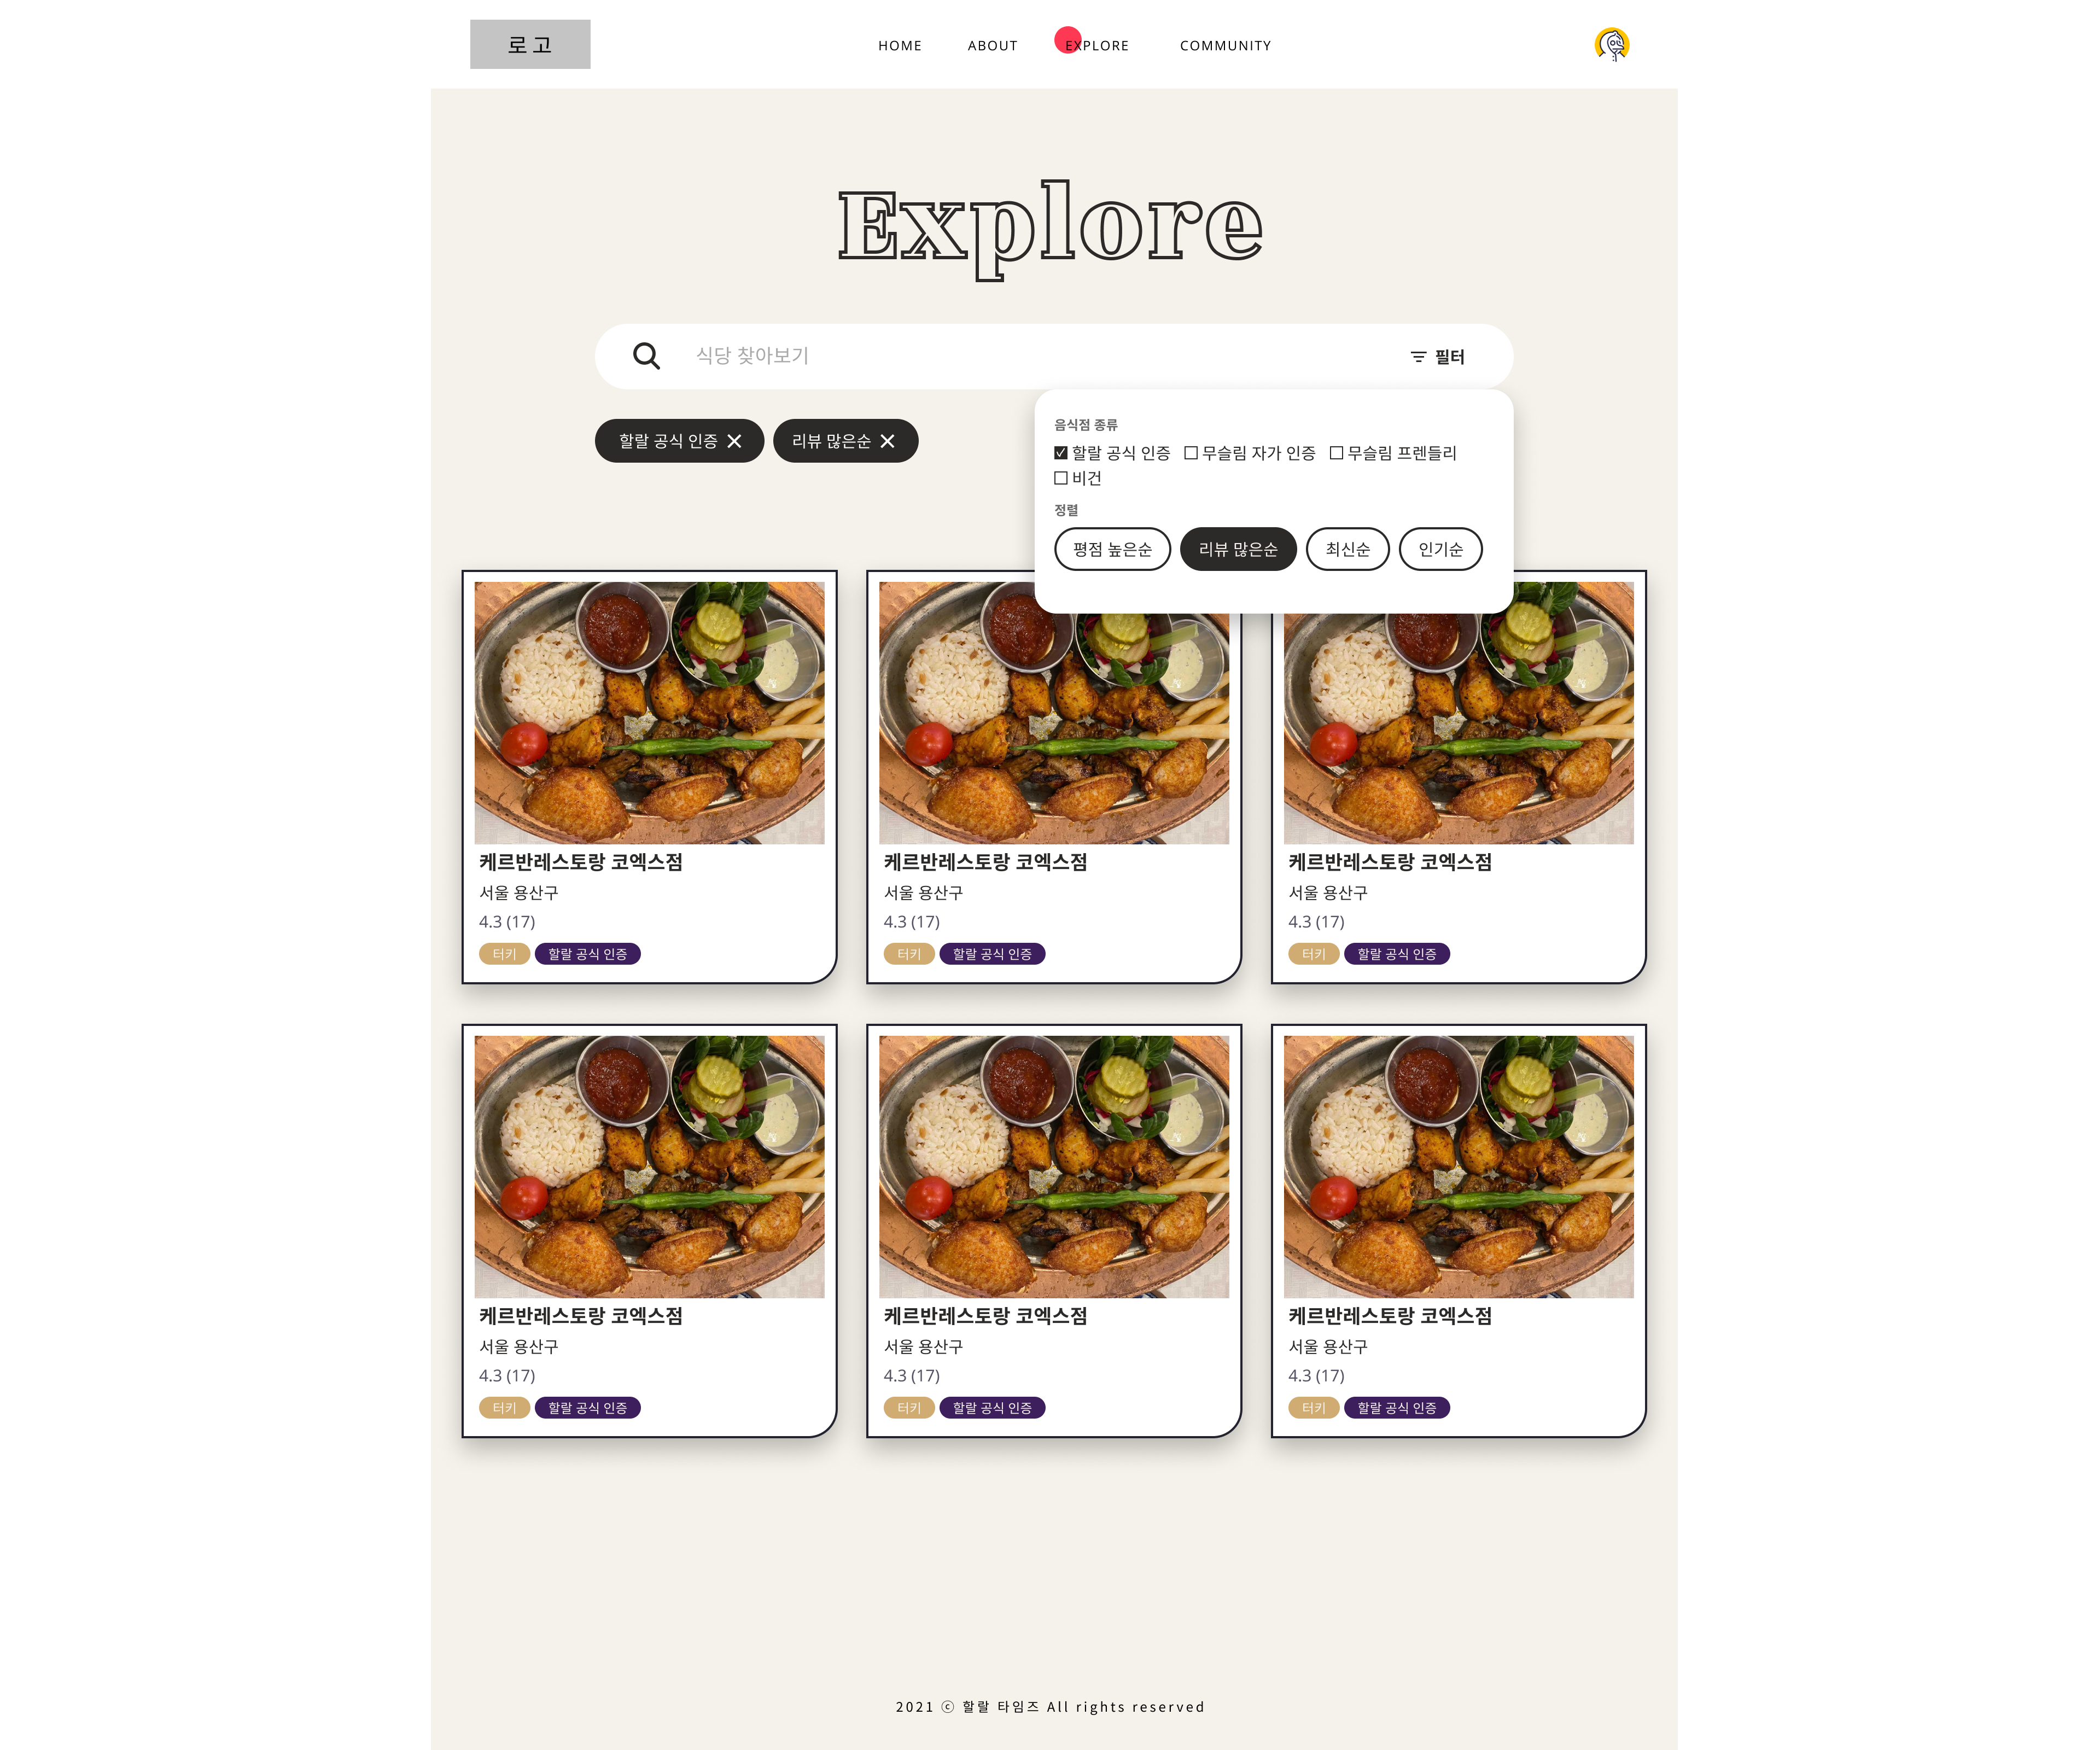 로고
HOME ABOUT EXPLORE COMMUNITY
Explore
식당 찾아보기 필터
할랄 공식 인증 리뷰 많은순
음식점 종류
할랄 공식 인증 무슬림 자가 인증 무슬림 프렌들리
비건
정렬
평점 높은순 리뷰 많은순 최신순 인기순
케르반레스토랑 코엑스점
서울 용산구
4.3 (17)
터키 할랄 공식 인증
케르반레스토랑 코엑스점
서울 용산구
4.3 (17)
터키 할랄 공식 인증
케르반레스토랑 코엑스점
서울 용산구
4.3 (17)
터키 할랄 공식 인증
케르반레스토랑 코엑스점
서울 용산구
4.3 (17)
터키 할랄 공식 인증
케르반레스토랑 코엑스점
서울 용산구
4.3 (17)
터키 할랄 공식 인증
케르반레스토랑 코엑스점
서울 용산구
4.3 (17)
터키 할랄 공식 인증
2021 ⓒ 할랄 타임즈 All rights reserved